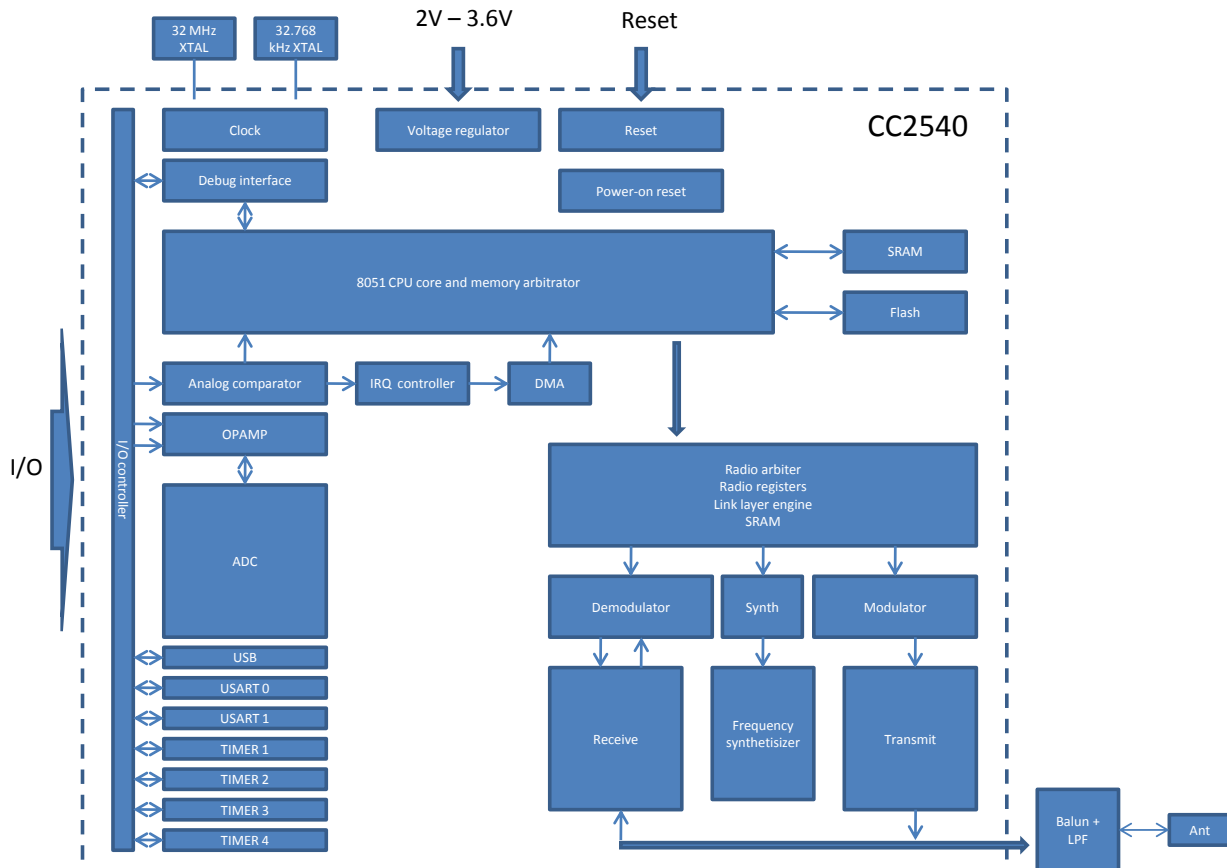 32 MHz
XTAL
32.768
kHz XTAL
2V – 3.6V
Reset
Clock
Voltage regulator
Reset
CC2540
Debug interface
Power-on reset
8051 CPU core and memory arbitrator
SRAM
Flash
Analog comparator
IRQ controller
DMA
OPAMP
I/O
I/O controller
Radio arbiter
Radio registers
Link layer engine
SRAM
ADC
Demodulator
Synth
Modulator
USB
USART 0
USART 1
TIMER 1
TIMER 2
TIMER 3
TIMER 4
Receive
Frequency
synthetisizer
Transmit
Balun +
LPF
Ant